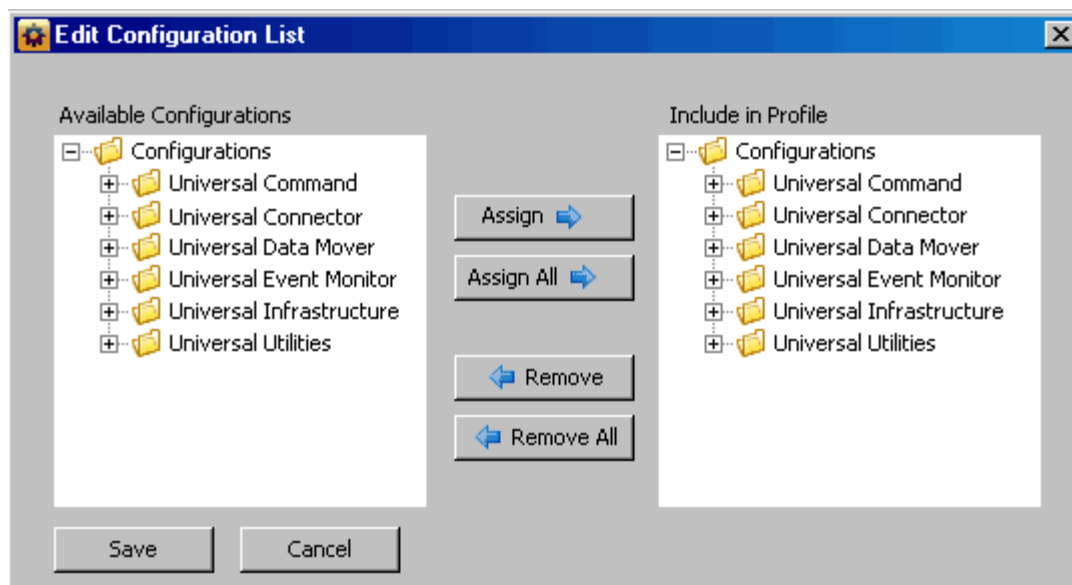 Edit Configuration List
Available Configurations
Configurations
Universal Command
Universal Connector
Universal Data Mover
Universal Event Monitor
Universal Infrastructure
Universal Utilities
Assign
Assign All
Remove
Remove All
Include in Profile
Configurations
Universal Command
Universal Connector
Universal Data Mover
Universal Event Monitor
Universal Infrastructure
Universal Utilities
Save
Cancel